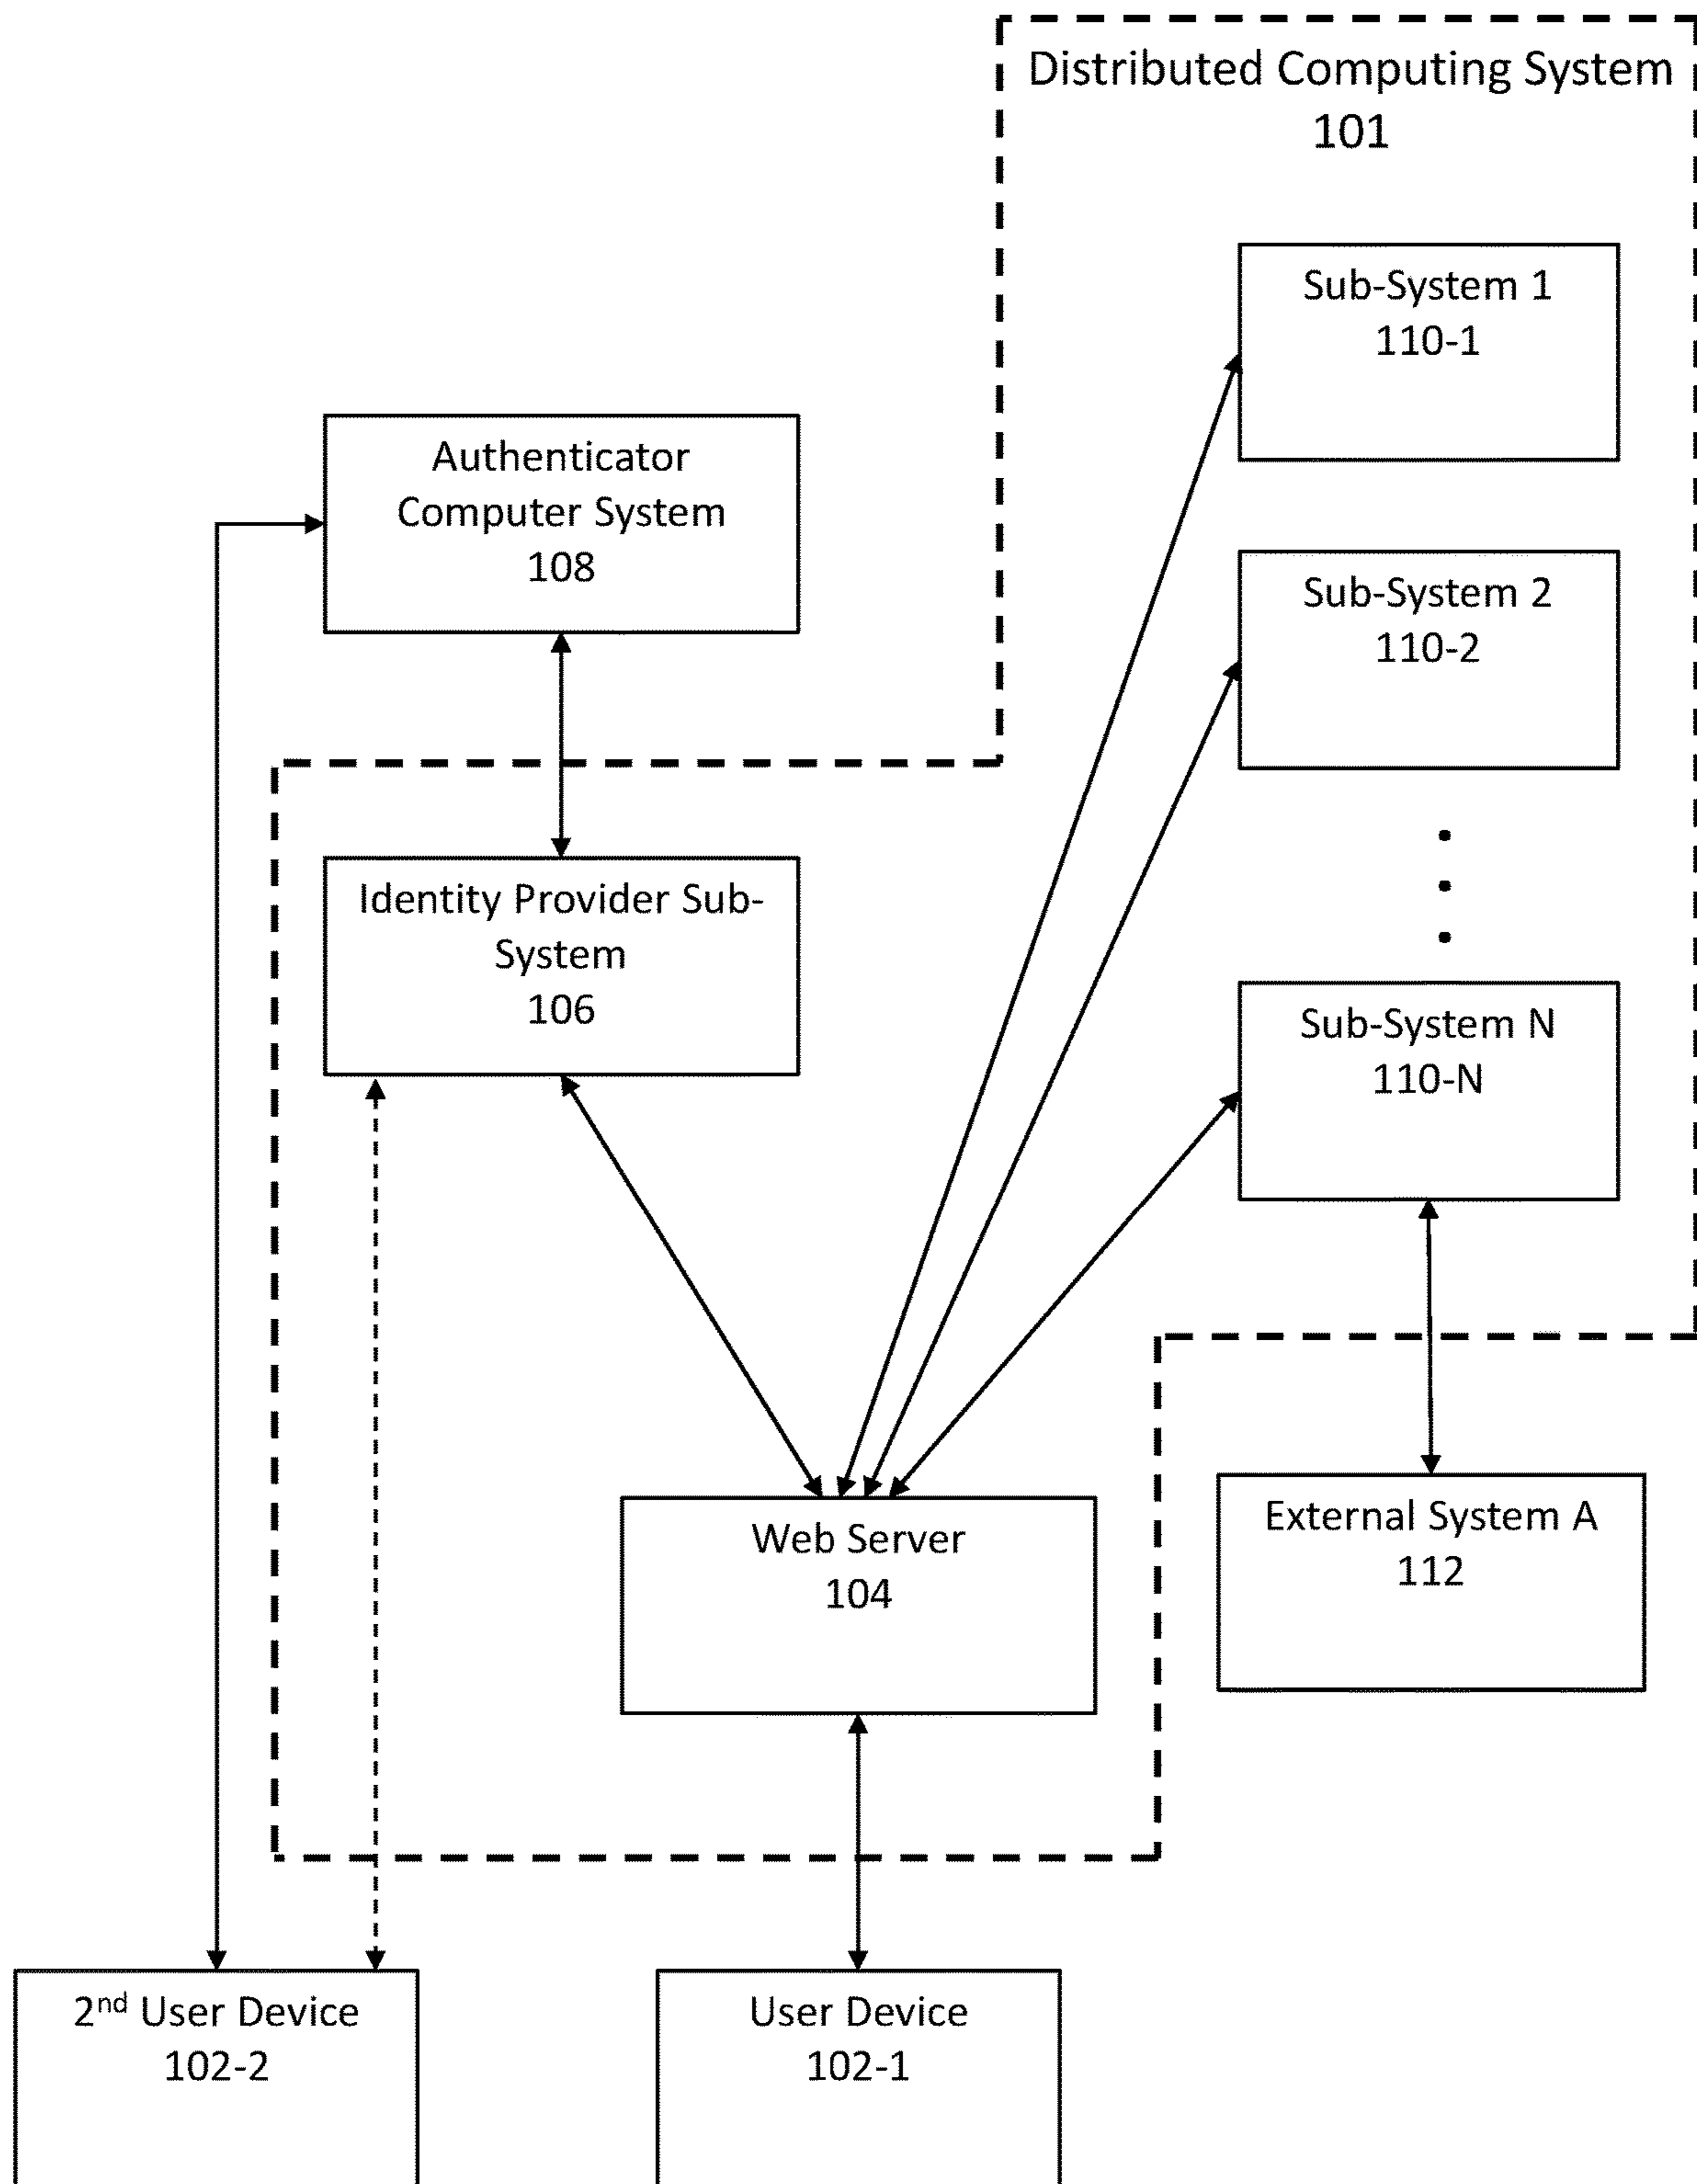 Distributed Computing System
101
Sub-System 1
110-1
Authenticator
Computer System
108
Sub-System 2
110-2
Identity Provider Sub-
System
106
Sub-System N
110-N
Web Server
104
External System A
112
2nd User Device
102-2
User Device
102-1